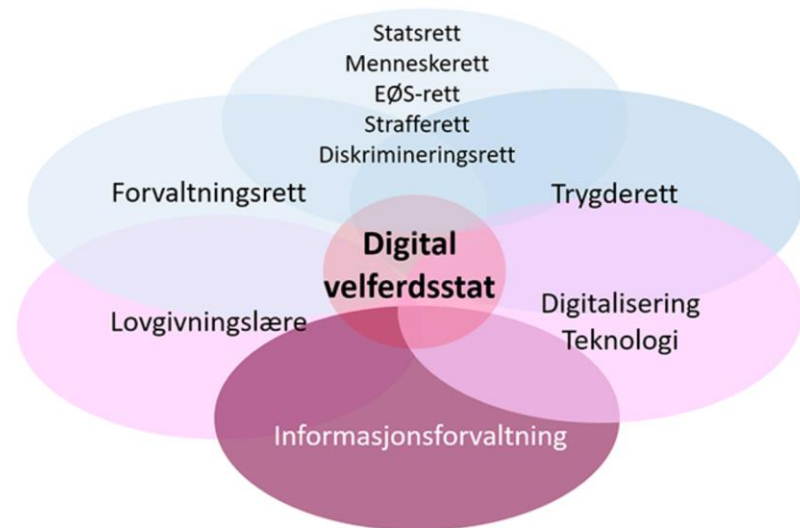 Statsrett
Menneskerett
EØS-rett
Strafferett
Diskrimineringsrett
Forvaltningsrett
Trygderett
Digital
velferdsstat
Digitalisering
Teknologi
Lovgivningslære
Informasjonsforvaltning